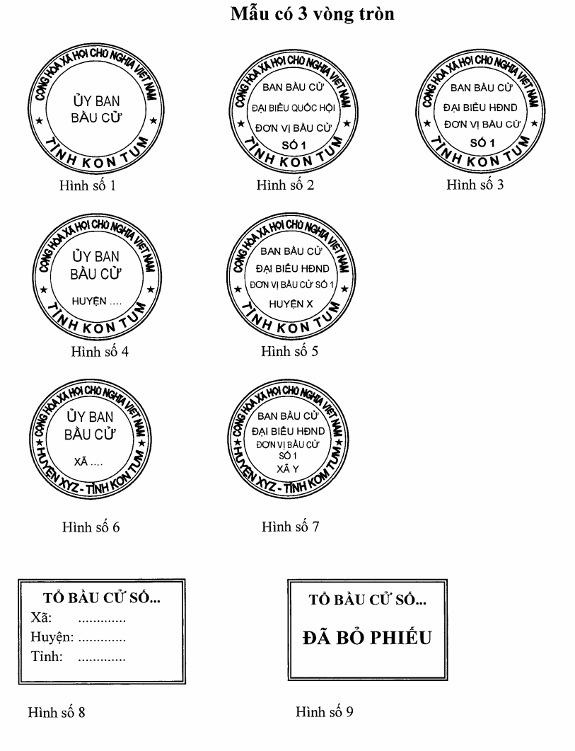 Mẫu có 3 vòng tròn
CỘNG HÒA XÃ HỘI CHỦ NGHĨA VIỆT NAM
ỦY BAN
BẦU CỬ
★ TỈNH KON TUM ★
Hình số 1
CỘNG HÒA XÃ HỘI CHỦ NGHĨA VIỆT NAM
BAN BẦU CỬ
ĐẠI BIỂU QUỐC HỘI
ĐƠN VỊ BẦU CỬ
SỐ 1
★ TỈNH KON TUM ★
Hình số 2
CỘNG HÒA XÃ HỘI CHỦ NGHĨA VIỆT NAM
BAN BẦU CỬ
ĐẠI BIỂU HĐND
ĐƠN VỊ BẦU CỬ
SỐ 1
★ TỈNH KON TUM ★
Hình số 3
CỘNG HÒA XÃ HỘI CHỦ NGHĨA VIỆT NAM
ỦY BAN
BẦU CỬ
HUYỆN ....
★ TỈNH KON TUM ★
Hình số 4
CỘNG HÒA XÃ HỘI CHỦ NGHĨA VIỆT NAM
BAN BẦU CỬ
ĐẠI BIỂU HĐND
ĐƠN VỊ BẦU CỬ SỐ 1
HUYỆN X
★ TỈNH KON TUM ★
Hình số 5
CỘNG HÒA XÃ HỘI CHỦ NGHĨA VIỆT NAM
ỦY BAN
BẦU CỬ
XÃ ....
★ HUYỆN XYZ - TỈNH KON TUM ★
Hình số 6
CỘNG HÒA XÃ HỘI CHỦ NGHĨA VIỆT NAM
BAN BẦU CỬ
ĐẠI BIỂU HĐND
ĐƠN VỊ BẦU CỬ
SỐ 1
XÃ Y
★ HUYỆN XYZ - TỈNH KON TUM ★
Hình số 7
TỔ BẦU CỬ SỐ...
Xã: .............
Huyện: .............
Tỉnh: .............
Hình số 8
TỔ BẦU CỬ SỐ...
ĐÃ BỎ PHIẾU
Hình số 9